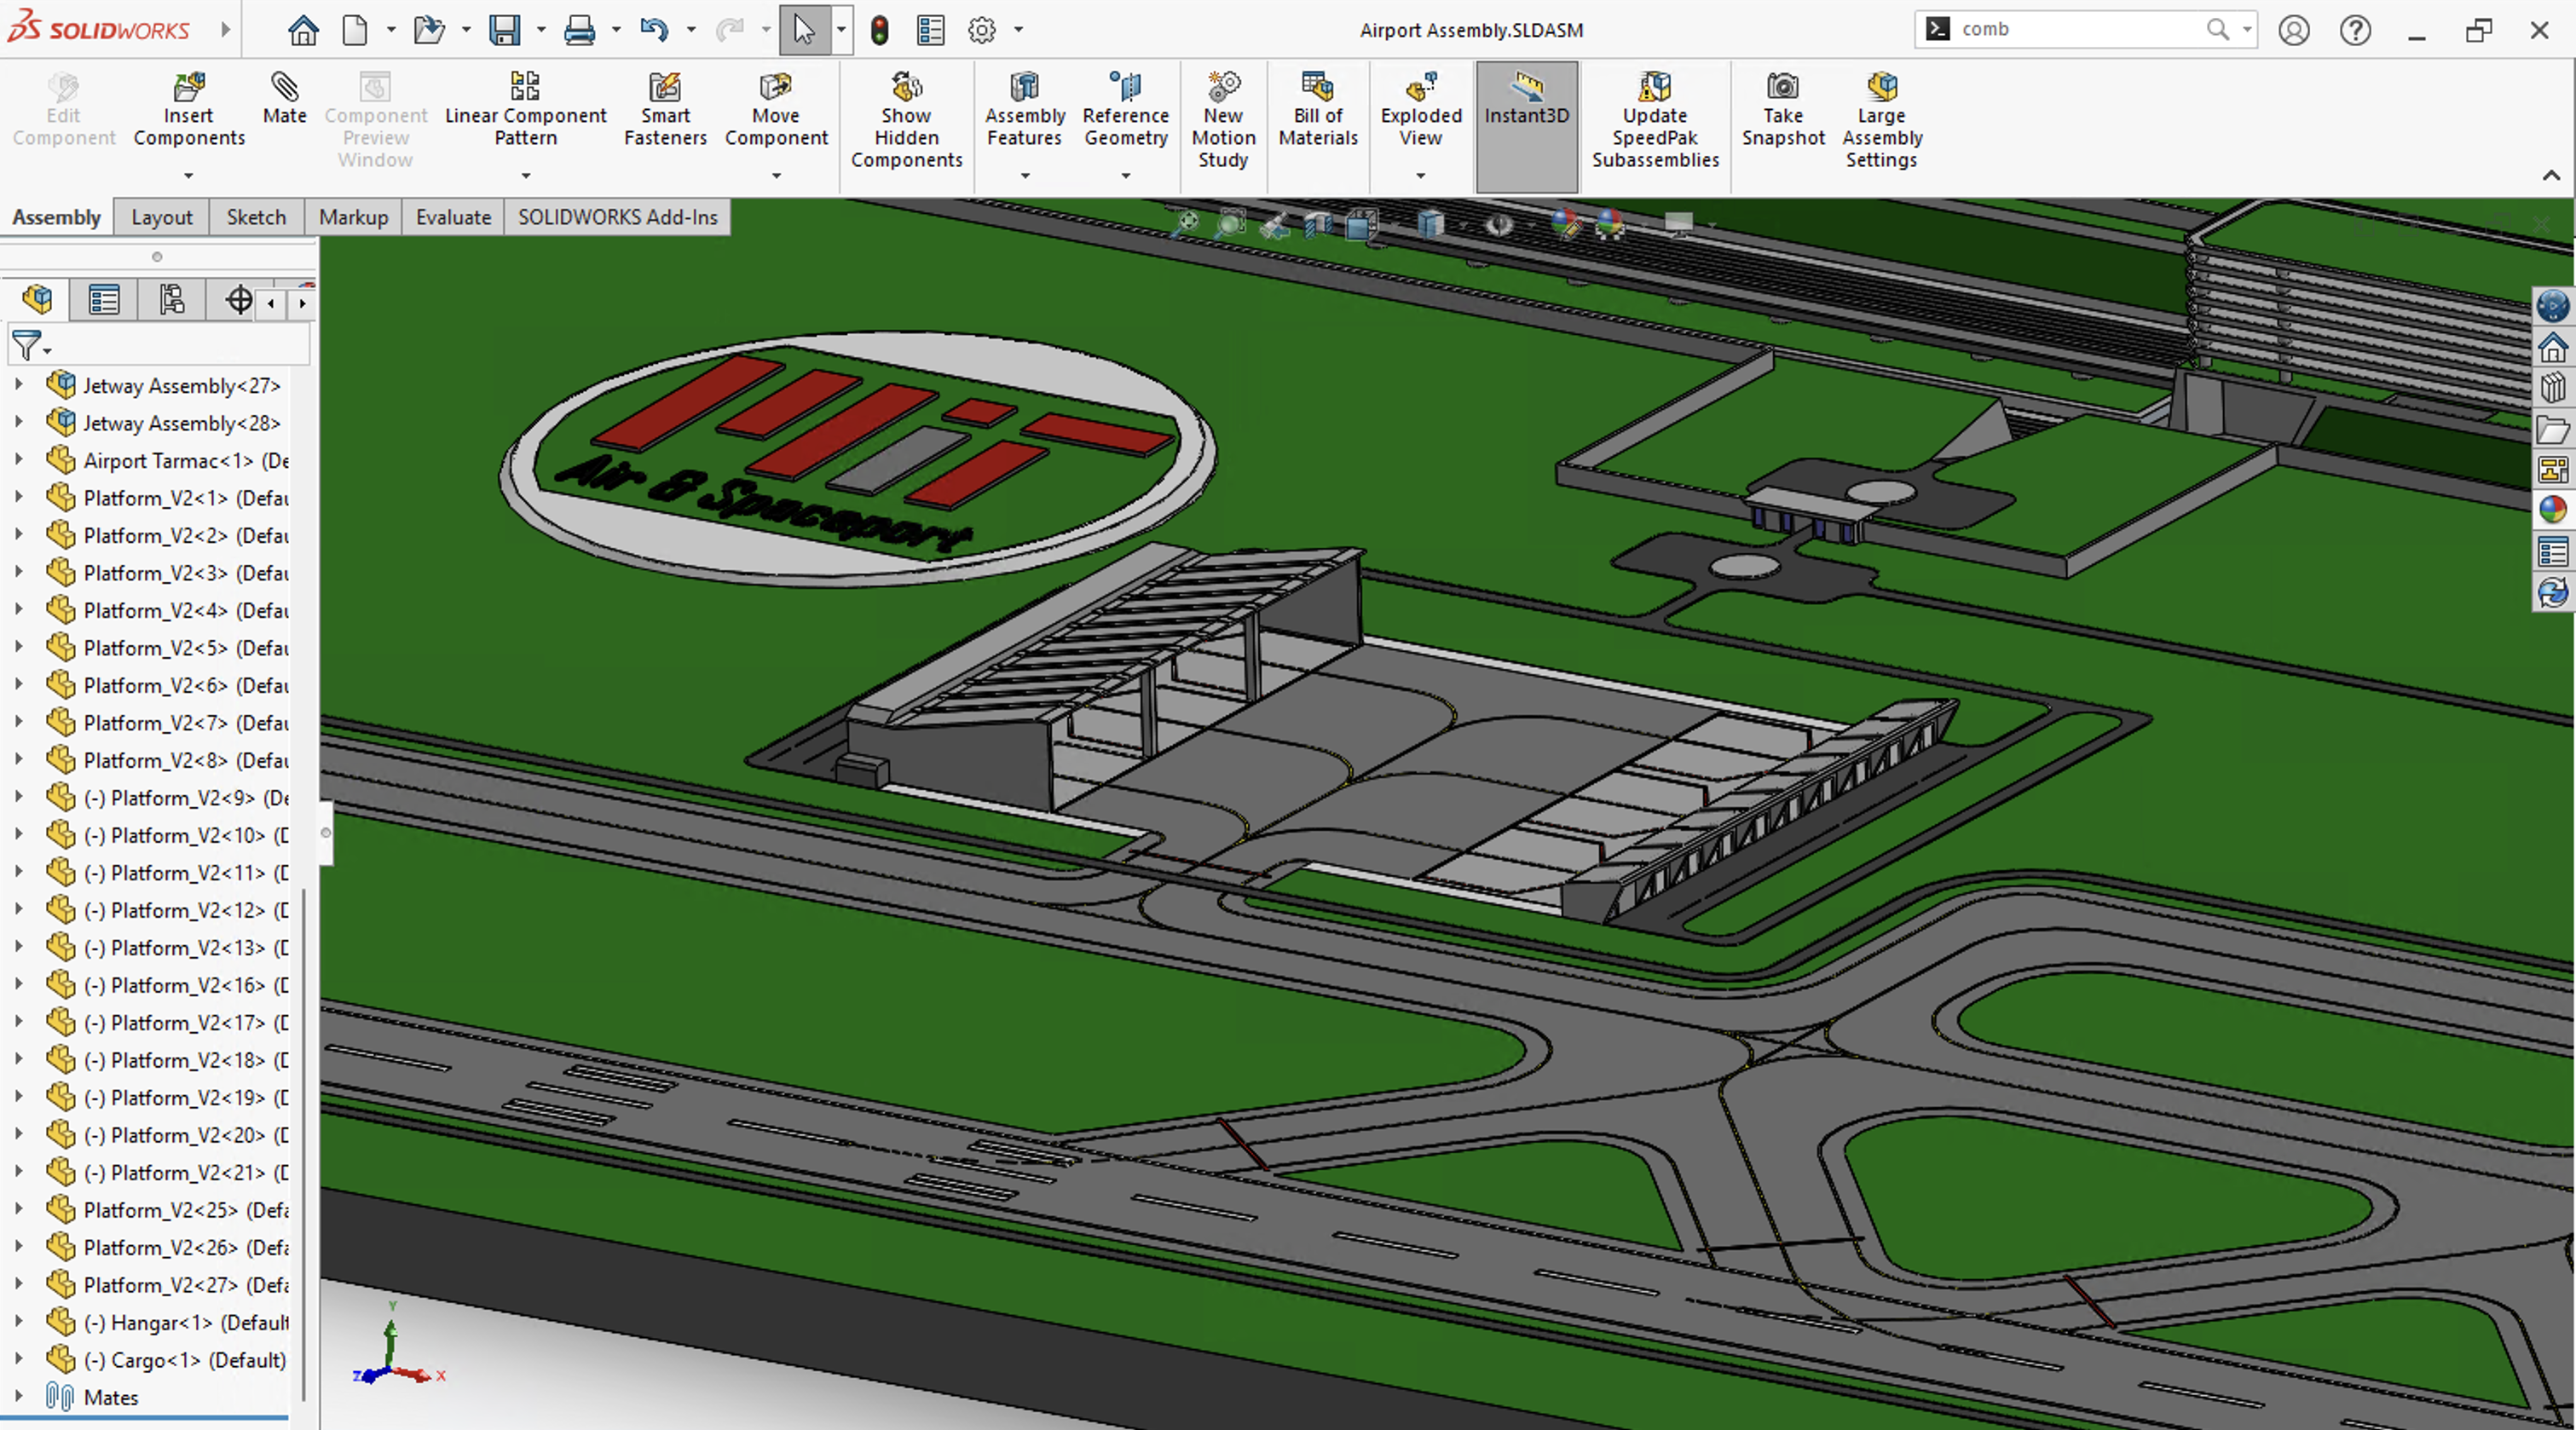 SOLIDWORKS
Airport Assembly.SLDASM
comb
Edit Component
Insert Components
Mate
Component Preview Window
Linear Component Pattern
Smart Fasteners
Move Component
Show Hidden Components
Assembly Features
Reference Geometry
New Motion Study
Bill of Materials
Exploded View
Instant3D
Update SpeedPak Subassemblies
Take Snapshot
Large Assembly Settings
Assembly
Layout
Sketch
Markup
Evaluate
SOLIDWORKS Add-Ins
Jetway Assembly<27>
Jetway Assembly<28>
Airport Tarmac<1> (De
Platform_V2<1> (Defau
Platform_V2<2> (Defau
Platform_V2<3> (Defau
Platform_V2<4> (Defau
Platform_V2<5> (Defau
Platform_V2<6> (Defau
Platform_V2<7> (Defau
Platform_V2<8> (Defau
(-) Platform_V2<9> (De
(-) Platform_V2<10> (D
(-) Platform_V2<11> (D
(-) Platform_V2<12> (D
(-) Platform_V2<13> (D
(-) Platform_V2<16> (D
(-) Platform_V2<17> (D
(-) Platform_V2<18> (D
(-) Platform_V2<19> (D
(-) Platform_V2<20> (D
(-) Platform_V2<21> (D
Platform_V2<25> (Defa
Platform_V2<26> (Defa
Platform_V2<27> (Defa
(-) Hangar<1> (Default
(-) Cargo<1> (Default)
Mates
MIT
Air & Spaceport
Y
Z
X